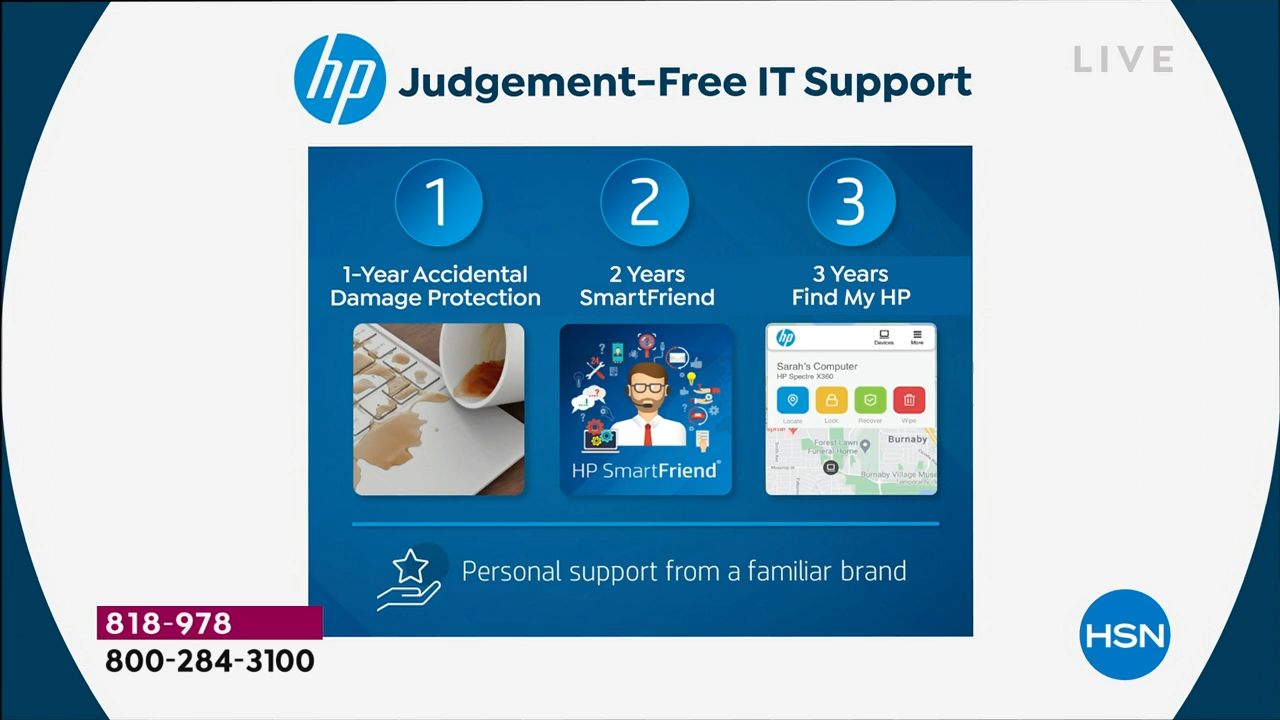 hp Judgement-Free IT Support
LIVE
1
2
3
1-Year Accidental
Damage Protection
2 Years
SmartFriend
3 Years
Find My HP
24
HP SmartFriend®
hp
Devices
More
Sarah's Computer
HP Spectre X360
Locate
Lock
Recover
Wipe
Forest Lawn
Funeral Home
Burnaby
Burnaby Village Muse
Personal support from a familiar brand
818-978
800-284-3100
HSN